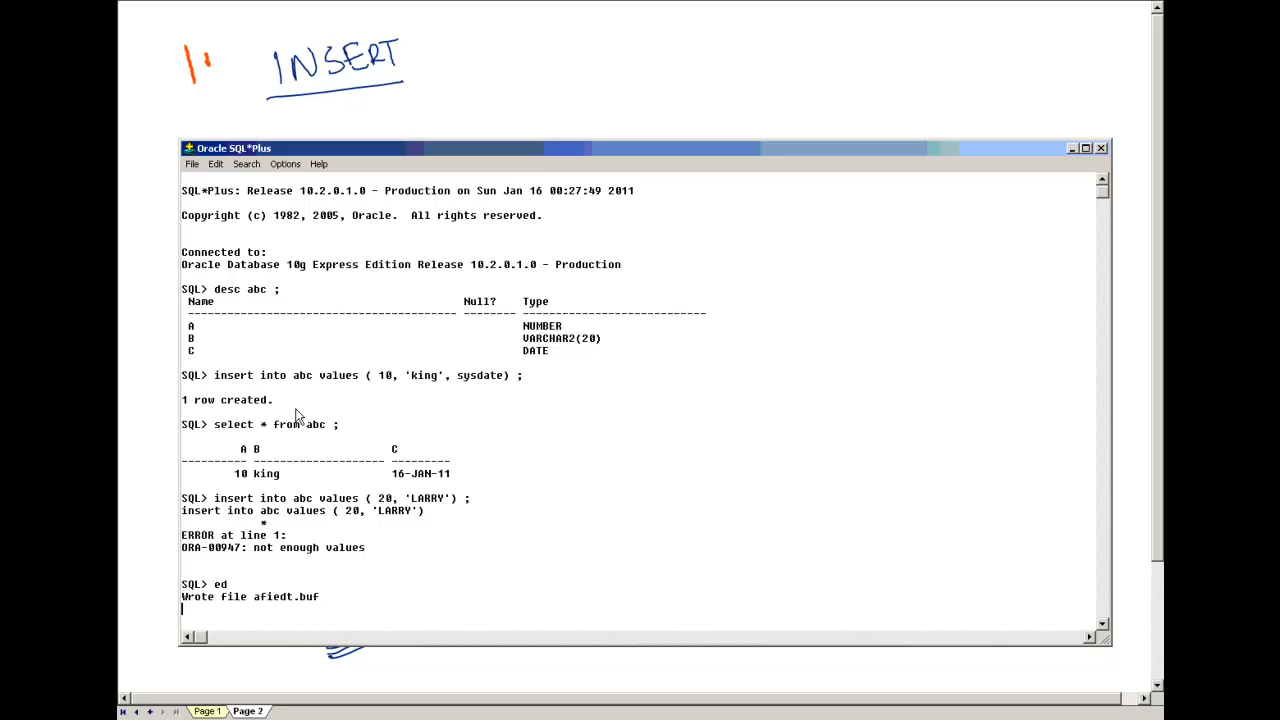 1. INSERT
Oracle SQL*Plus
File Edit Search Options Help
SQL*Plus: Release 10.2.0.1.0 - Production on Sun Jan 16 00:27:49 2011
Copyright (c) 1982, 2005, Oracle.  All rights reserved.
Connected to:
Oracle Database 10g Express Edition Release 10.2.0.1.0 - Production
SQL> desc abc ;
Name Null? Type
----------------------------------------- -------- ----------------------------
A NUMBER
B VARCHAR2(20)
C DATE
SQL> insert into abc values ( 10, 'king', sysdate) ;
1 row created.
SQL> select * from abc ;
A B C
---------- -------------------- ---------
10 king 16-JAN-11
SQL> insert into abc values ( 20, 'LARRY') ;
insert into abc values ( 20, 'LARRY')
*
ERROR at line 1:
ORA-00947: not enough values
SQL> ed
Wrote file afiedt.buf
Page 1 Page 2